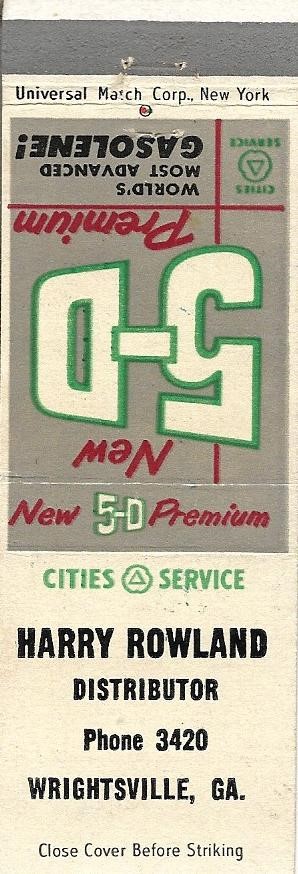 Universal Match Corp., New York
CITIES
SERVICE
WORLD'S
MOST ADVANCED
GASOLENE!
New
5-D
Premium
New 5-D Premium
CITIES SERVICE
HARRY ROWLAND
DISTRIBUTOR
Phone 3420
WRIGHTSVILLE, GA.
Close Cover Before Striking